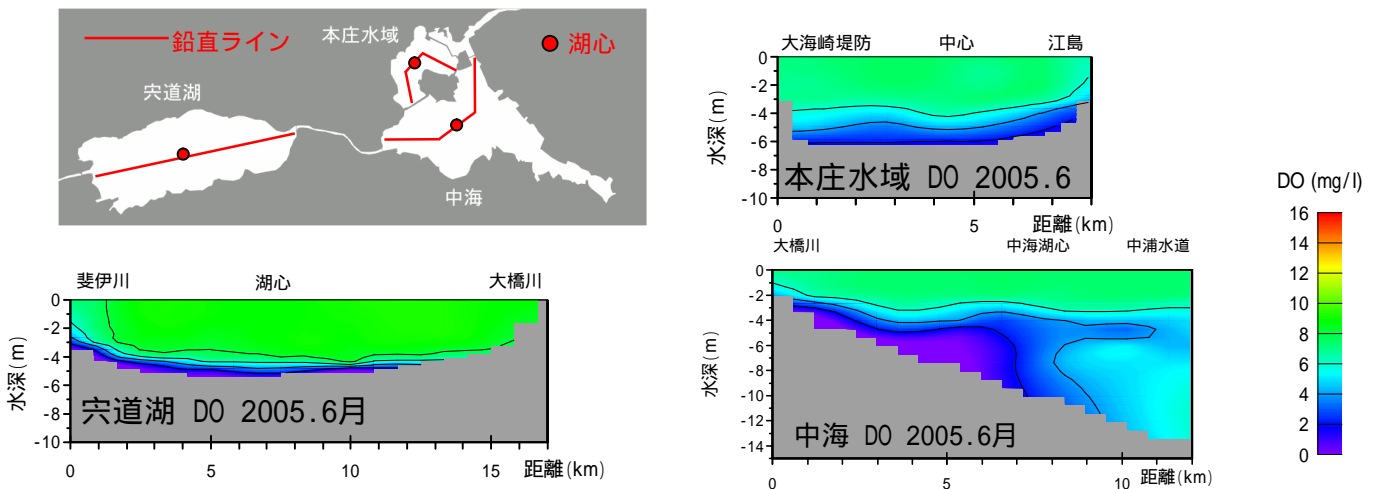 鉛直ライン
本庄水域
湖心
宍道湖
中海
大海崎堤防 中心 江島
0
-2
-4
-6
-8
-10
水深(m)
本庄水域 DO 2005.6
0 5 距離(km)
大橋川 中海湖心 中浦水道
0
-2
-4
-6
-8
-10
-12
-14
水深(m)
中海 DO 2005.6月
0 5 10 距離(km)
斐伊川 湖心 大橋川
0
-2
-4
-6
-8
-10
水深(m)
宍道湖 DO 2005.6月
0 5 10 15 距離(km)
DO (mg/l)
16
14
12
10
8
6
4
2
0